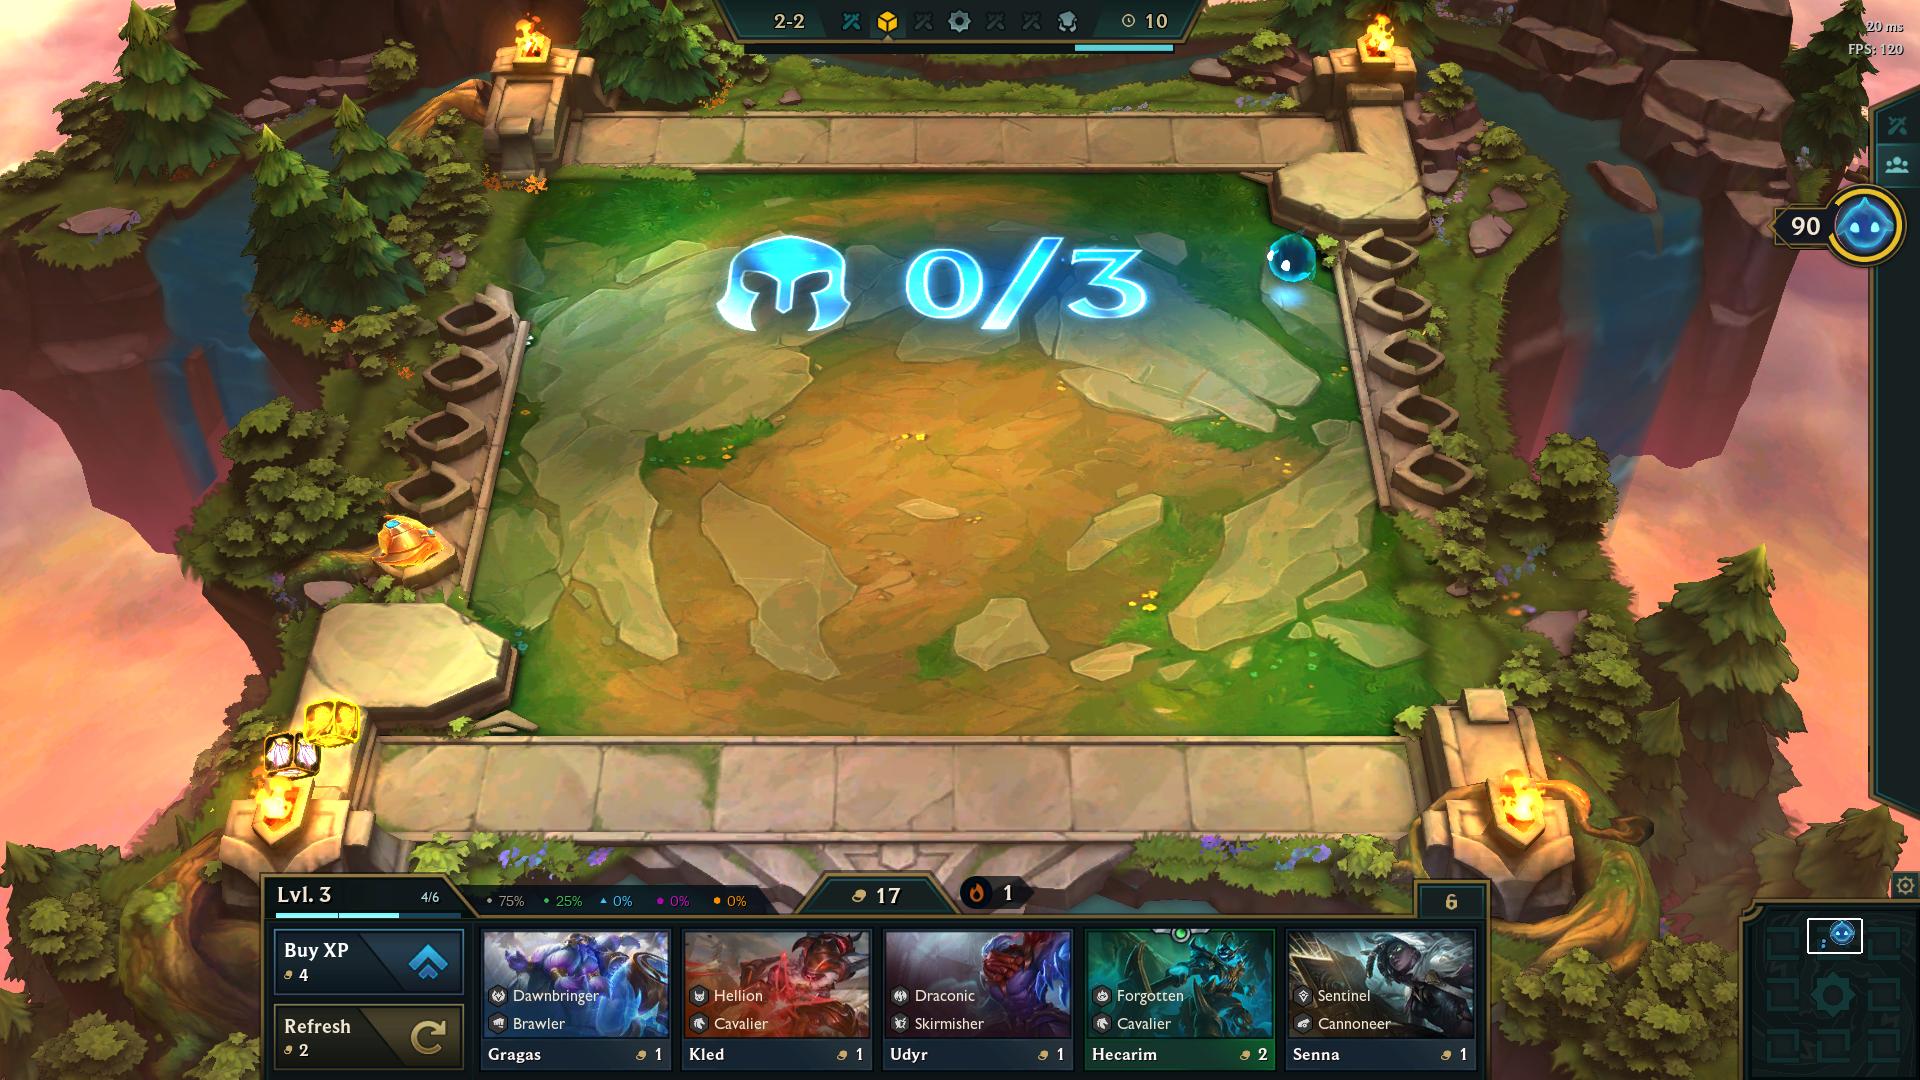 2-2
10
20 ms
FPS: 120
0/3
90
Lvl. 3
4/6
75%
25%
0%
0%
0%
17
1
6
Buy XP
4
Refresh
2
Dawnbringer
Brawler
Gragas
1
Hellion
Cavalier
Kled
1
Draconic
Skirmisher
Udyr
1
Forgotten
Cavalier
Hecarim
2
Sentinel
Cannoneer
Senna
1